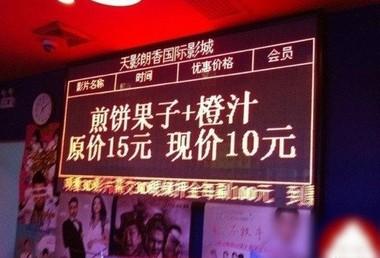 天影朗香国际影城
影片名称 时间 优惠价格 会员
煎饼果子+橙汁
原价15元 现价10元